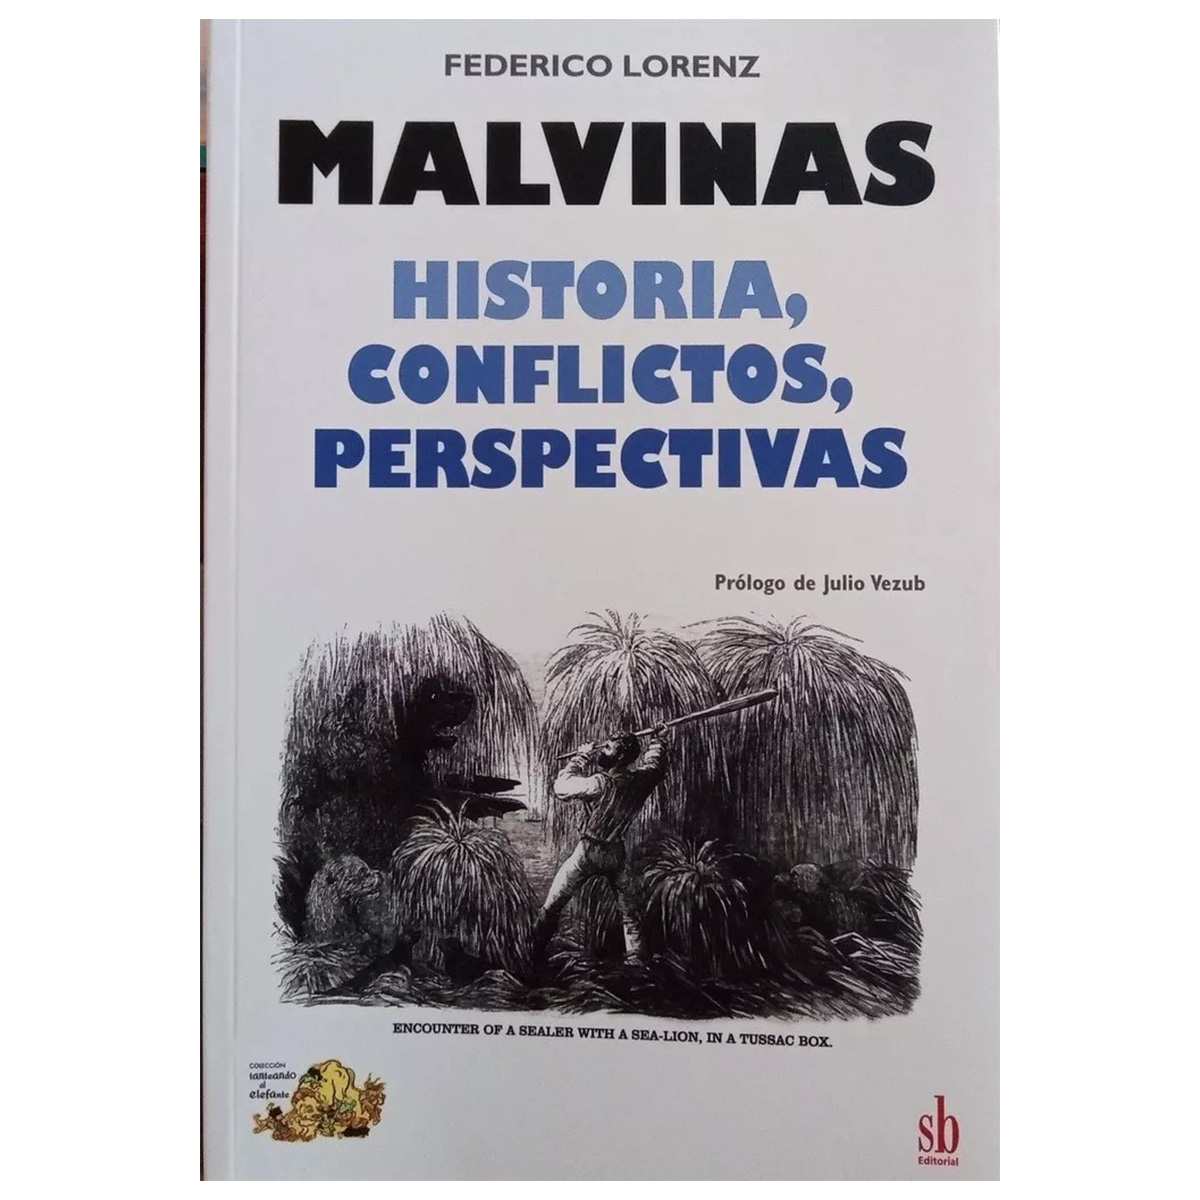 FEDERICO LORENZ
MALVINAS
HISTORIA,
CONFLICTOS,
PERSPECTIVAS
Prólogo de Julio Vezub
ENCOUNTER OF A SEALER WITH A SEA-LION, IN A TUSSAC BOX.
COLECCIÓN
tanteando
al
elefante
sb
Editorial